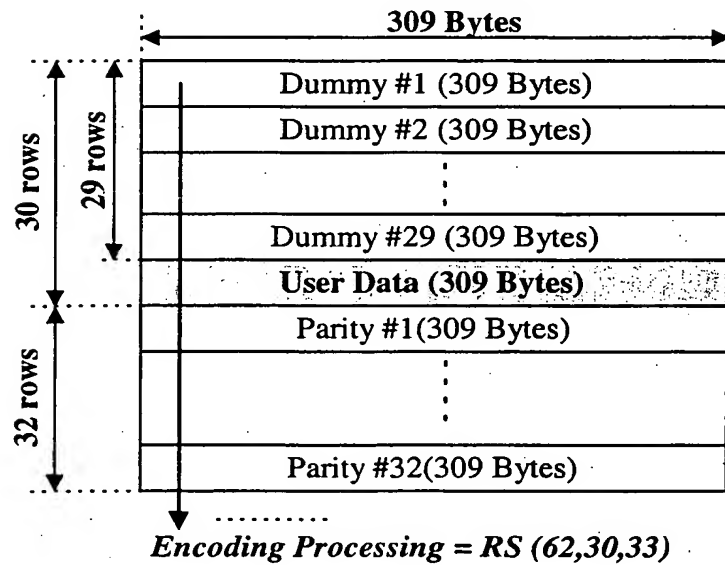 309 Bytes
Dummy #1 (309 Bytes)
Dummy #2 (309 Bytes)
Dummy #29 (309 Bytes)
User Data (309 Bytes)
Parity #1(309 Bytes)
Parity #32(309 Bytes)
30 rows
29 rows
32 rows
Encoding Processing = RS (62,30,33)